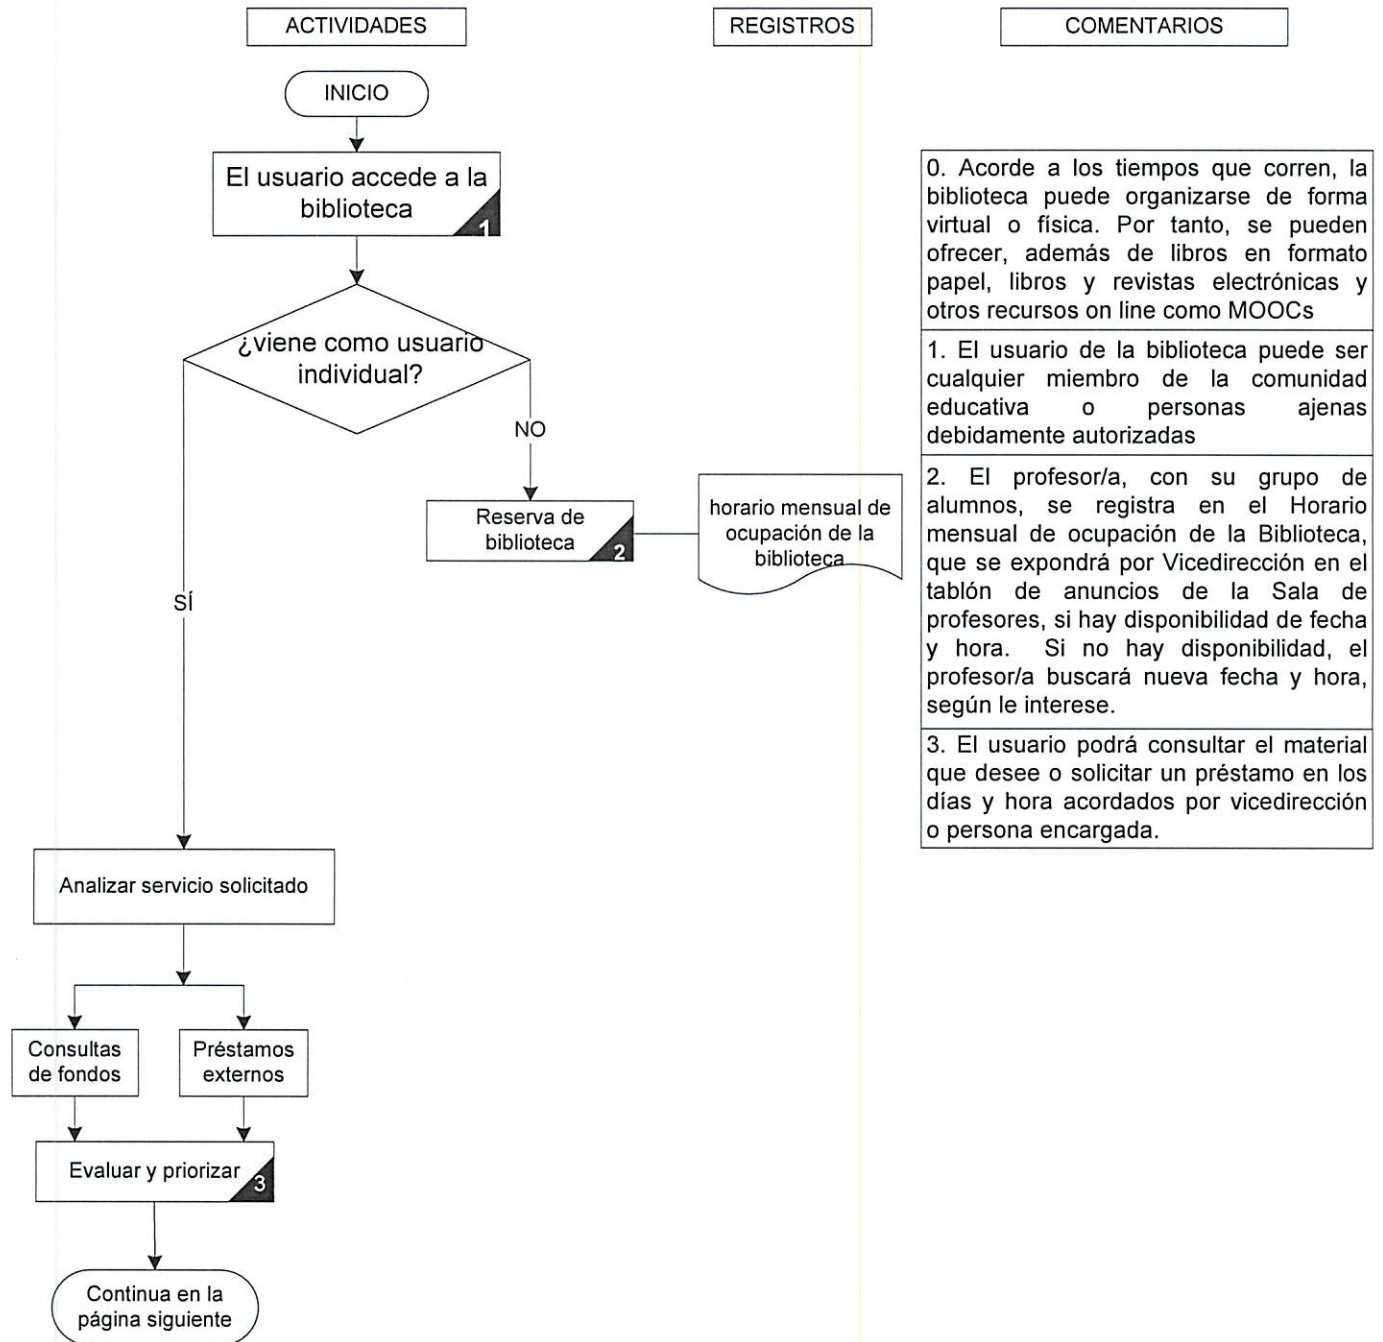 ACTIVIDADES
REGISTROS
COMENTARIOS
INICIO
El usuario accede a la
biblioteca
1
¿viene como usuario
individual?
NO
SÍ
Reserva de
biblioteca
2
horario mensual de
ocupación de la
biblioteca
Analizar servicio solicitado
Consultas
de fondos
Préstamos
externos
Evaluar y priorizar
3
Continua en la
página siguiente
0. Acorde a los tiempos que corren, la
biblioteca puede organizarse de forma
virtual o física. Por tanto, se pueden
ofrecer, además de libros en formato
papel, libros y revistas electrónicas y
otros recursos on line como MOOCs
1. El usuario de la biblioteca puede ser
cualquier miembro de la comunidad
educativa o personas ajenas
debidamente autorizadas
2. El profesor/a, con su grupo de
alumnos, se registra en el Horario
mensual de ocupación de la Biblioteca,
que se expondrá por Vicedirección en el
tablón de anuncios de la Sala de
profesores, si hay disponibilidad de fecha
y hora. Si no hay disponibilidad, el
profesor/a buscará nueva fecha y hora,
según le interese.
3. El usuario podrá consultar el material
que desee o solicitar un préstamo en los
días y hora acordados por vicedirección
o persona encargada.